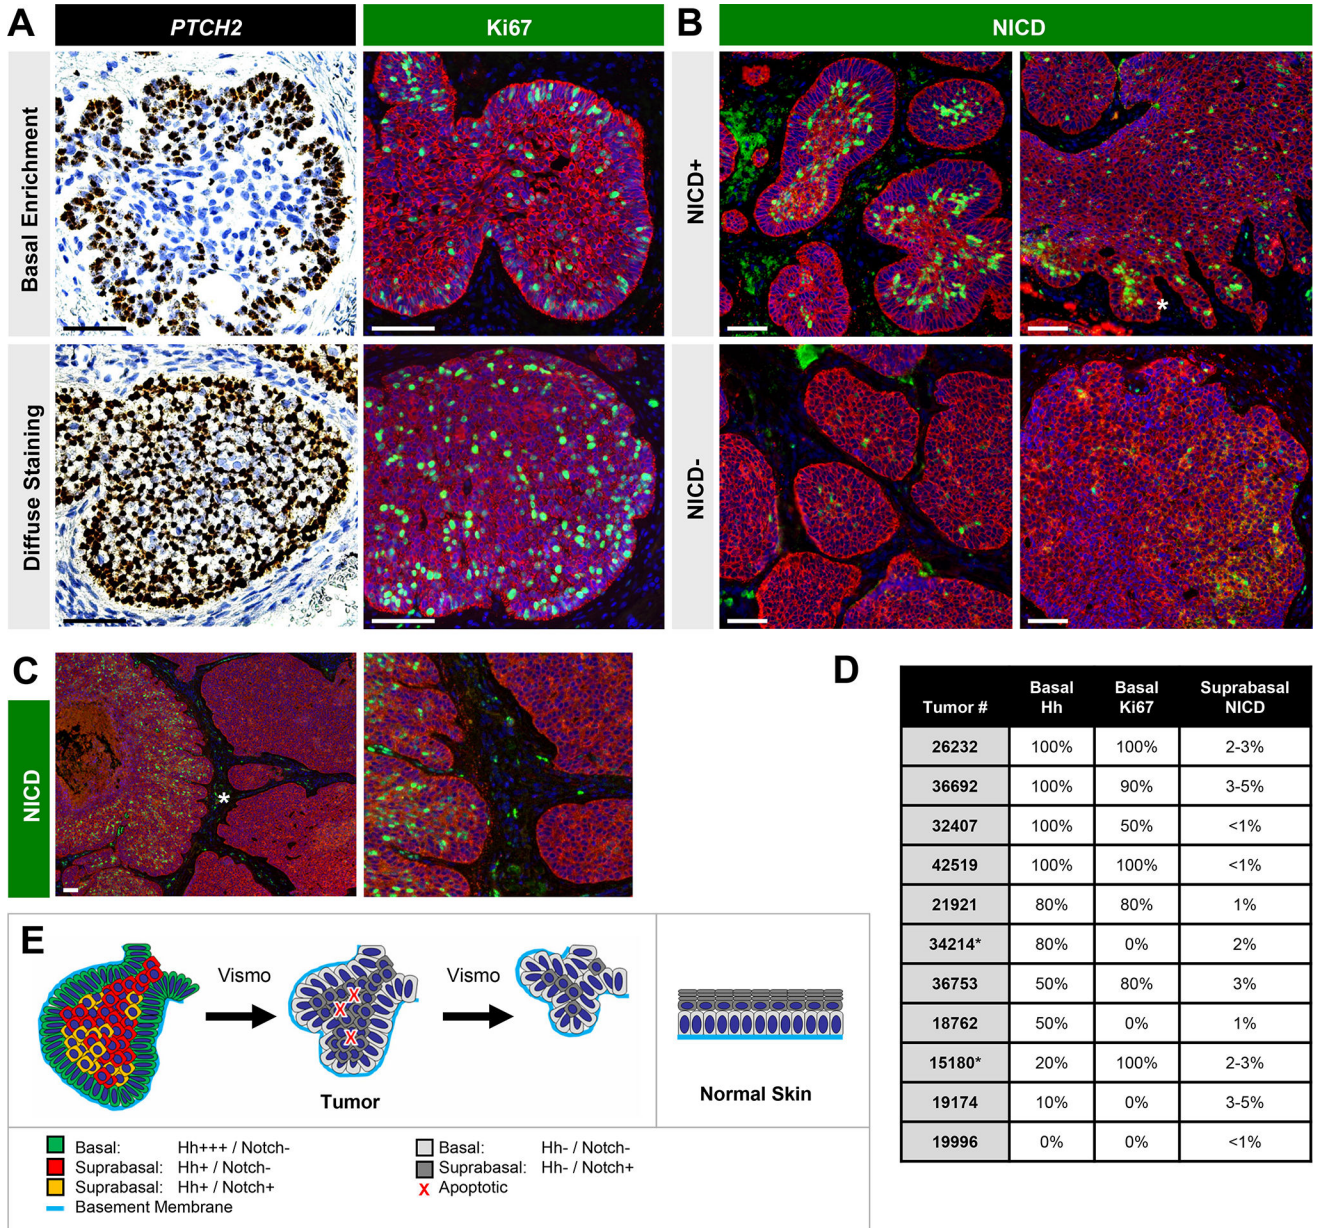 A
PTCH2
Ki67
B
NICD
Basal Enrichment
NICD+
*
Diffuse Staining
NICD-
C
NICD
*
D
Tumor # Basal Hh Basal Ki67 Suprabasal NICD
26232 100% 100% 2-3%
36692 100% 90% 3-5%
32407 100% 50% <1%
42519 100% 100% <1%
21921 80% 80% 1%
34214* 80% 0% 2%
36753 50% 80% 3%
18762 50% 0% 1%
15180* 20% 100% 2-3%
19174 10% 0% 3-5%
19996 0% 0% <1%
E
Vismo
Vismo
X
X
X
Tumor
Normal Skin
Basal: Hh+++ / Notch-
Suprabasal: Hh+ / Notch-
Suprabasal: Hh+ / Notch+
Basement Membrane
Basal: Hh- / Notch-
Suprabasal: Hh- / Notch+
X Apoptotic